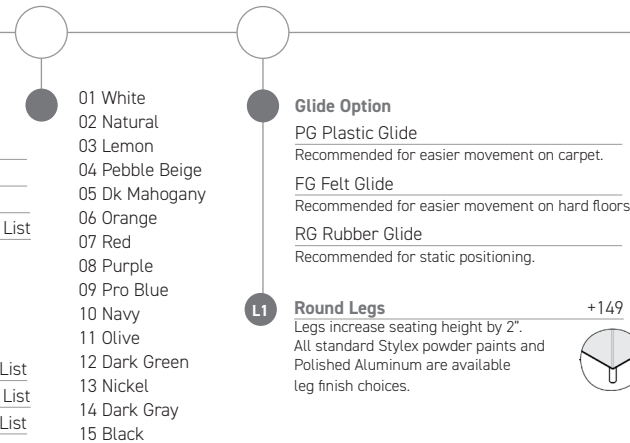 List
List
List
List
01 White
02 Natural
03 Lemon
04 Pebble Beige
05 Dk Mahogany
06 Orange
07 Red
08 Purple
09 Pro Blue
10 Navy
11 Olive
12 Dark Green
13 Nickel
14 Dark Gray
15 Black
Glide Option
PG Plastic Glide
Recommended for easier movement on carpet.
FG Felt Glide
Recommended for easier movement on hard floors
RG Rubber Glide
Recommended for static positioning.
L1 Round Legs +149
Legs increase seating height by 2".
All standard Stylex powder paints and
Polished Aluminum are available
leg finish choices.